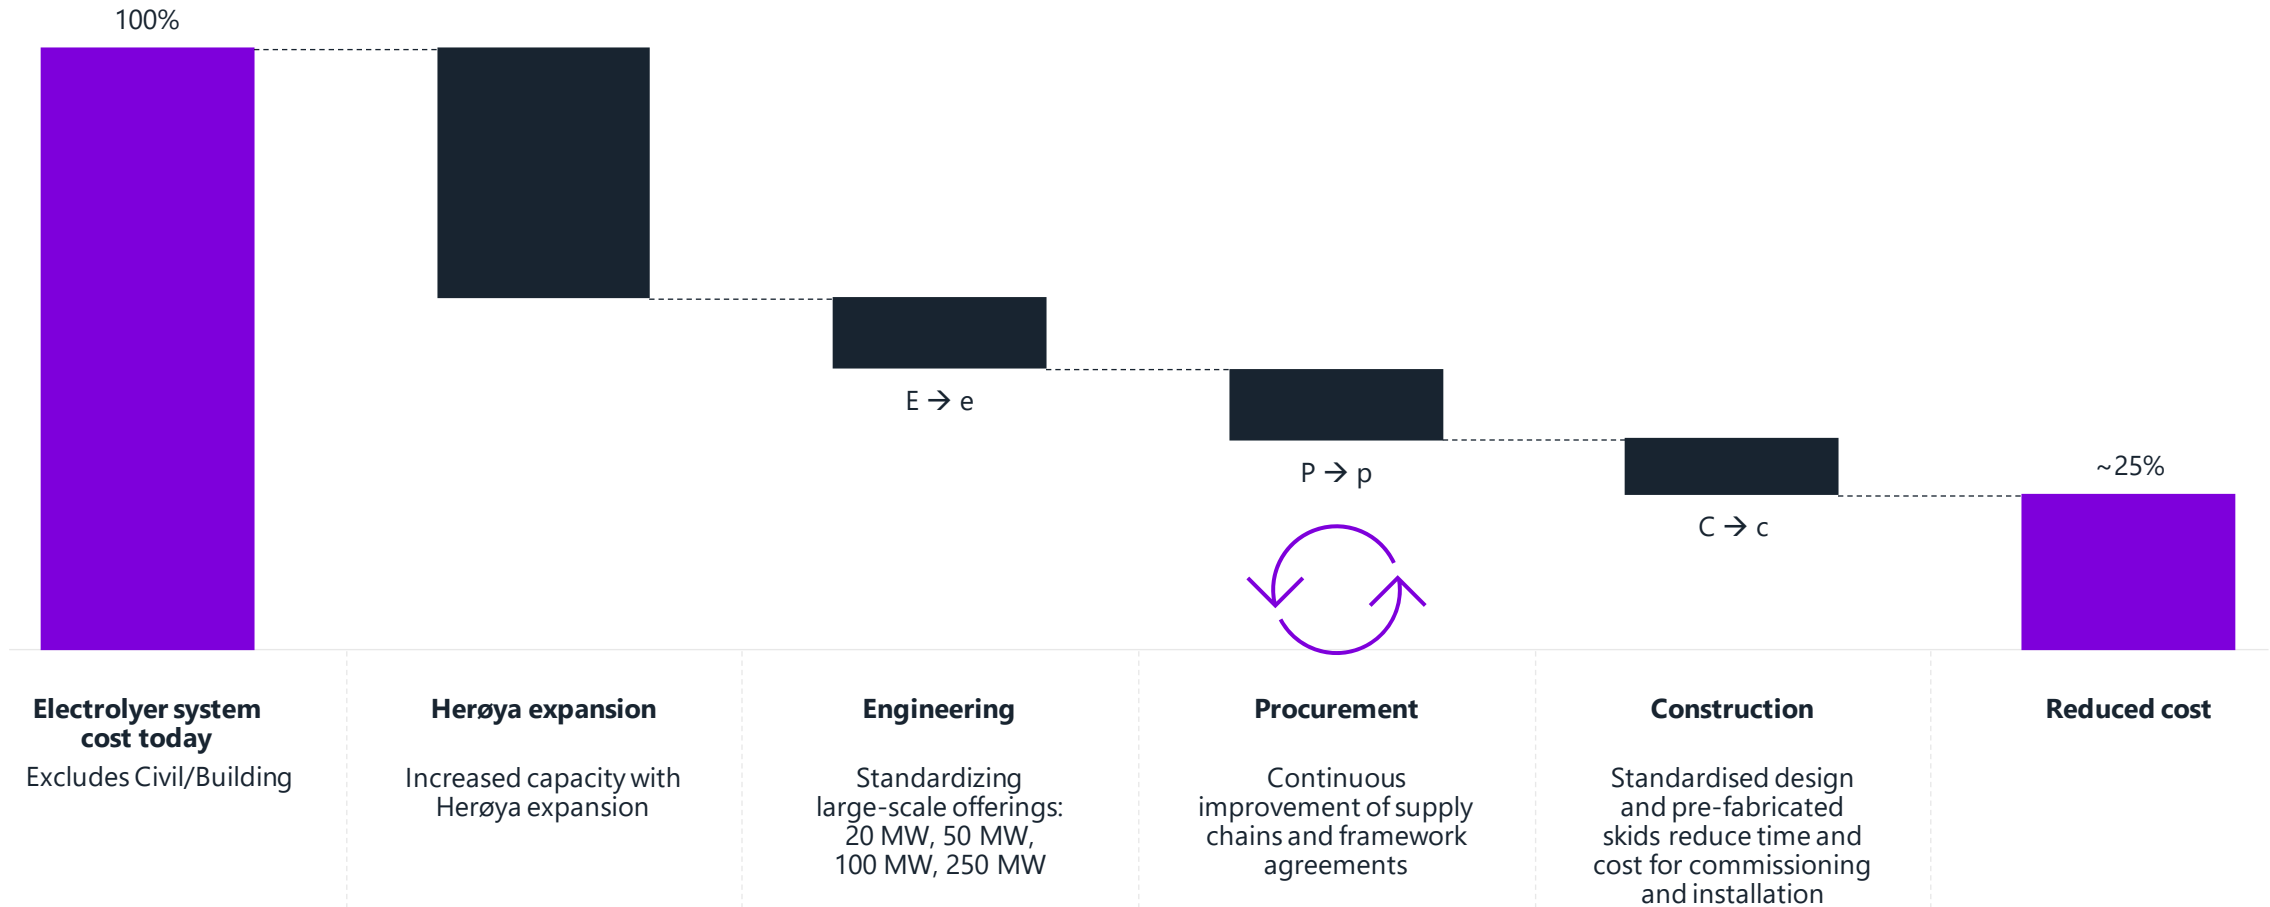 100%
E → e
P → p
C → c
~25%
Electrolyer system
cost today
Excludes Civil/Building
Herøya expansion
Increased capacity with
Herøya expansion
Engineering
Standardizing
large-scale offerings:
20 MW, 50 MW,
100 MW, 250 MW
Procurement
Continuous
improvement of supply
chains and framework
agreements
Construction
Standardised design
and pre-fabricated
skids reduce time and
cost for commissioning
and installation
Reduced cost